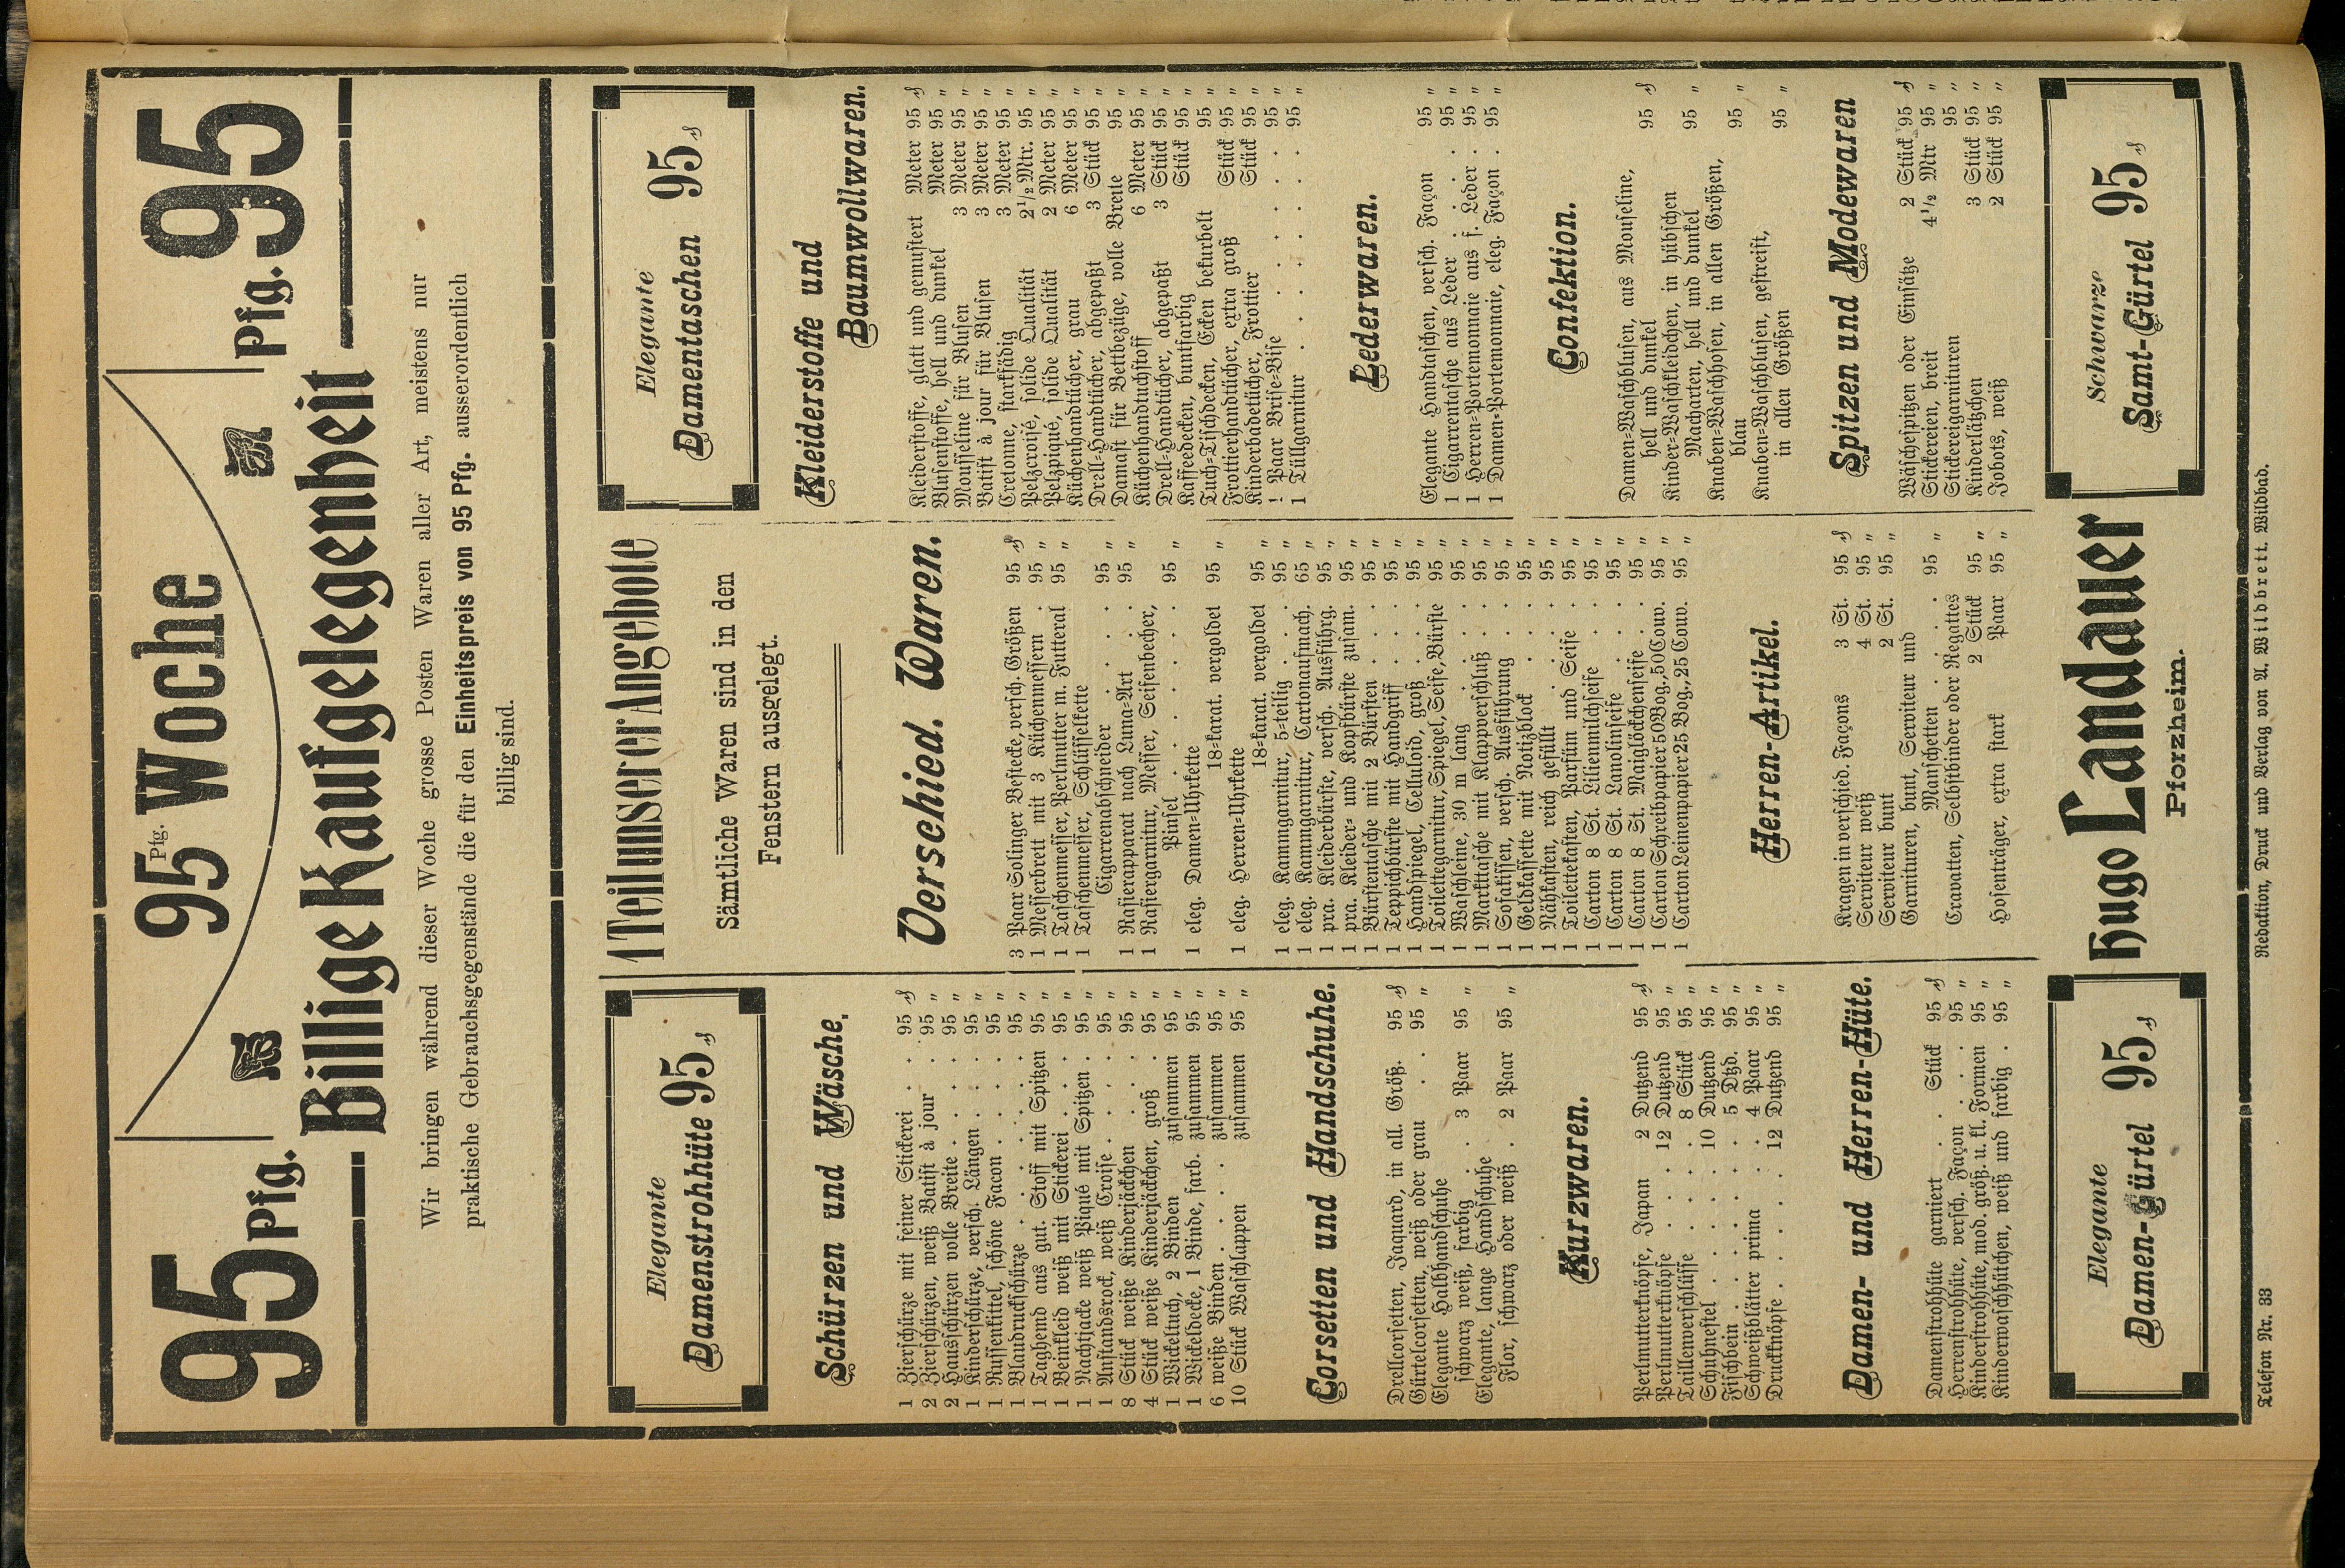 95 Pfg.
95 Pfg. Woche
Pfg. 95
Billige Kaufgelegenheit
Wir bringen während dieser Woche grosse Posten Waren aller Art, meistens nur
praktische Gebrauchsgegenstände die für den Einheitspreis von 95 Pfg. ausserordentlich
billig sind.
Elegante
Damenstrohhüte 95 ₰
Schürzen und Wäsche.
1 Zierschürze mit feiner Stickerei . . 95 ₰
2 Zierschürzen, weiß Batist à jour . 95 "
2 Hausschürzen volle Breite . . . . 95 "
1 Kinderschürze, versch. Längen . . . 95 "
1 Russenkittel, schöne Facon . . . . 95 "
1 Blaudruckschürze . . . . . . 95 "
1 Taghemd aus gut. Stoff mit Spitzen 95 "
1 Beinkleid weiß mit Stickerei . . . 95 "
1 Nachtjacke weiß Piqué mit Spitzen . 95 "
1 Anstandsrock, weiß Croise . . . . 95 "
8 Stück weiße Kinderjäckchen . . . 95 "
4 Stück weiße Kinderjäckchen, groß . 95 "
1 Wickeltuch, 2 Binden zusammen 95 "
1 Wickeldecke, 1 Binde, farb. zusammen 95 "
6 weiße Binden . . . . zusammen 95 "
10 Stück Waschlappen . . zusammen 95 "
Corsetten und Handschuhe.
Drellcorsetten, Jaquard, in all. Größ. 95 ₰
Gürtelcorsetten, weiß oder grau . . 95 "
Elegante Halbhandschuhe
schwarz weiß, farbig . . 3 Paar 95 "
Elegante, lange Handschuhe
Flor, schwarz oder weiß . 2 Paar 95 "
Kurzwaren.
Perlmutterknöpfe, Japan 2 Dutzend 95 ₰
Perlmutterknöpfe . . . 12 Dutzend 95 "
Taillenverschlüsse . . . . 8 Stück 95 "
Schuhnestel . . . . . 10 Dutzend 95 "
Fischbein . . . . . . 5 Dtzd. 95 "
Schweißblätter prima . . . 4 Paar 95 "
Druckknöpfe . . . . . 12 Dutzend 95 "
Damen- und Herren-Hüte.
Damenstrohhüte garniert . . Stück 95 ₰
Herrenstrohhüte, versch. Façon . . . 95 "
Kinderstrohhüte, mod. größ. u. kl. Formen 95 "
Kinderwaschhütchen, weiß und farbig . 95 "
Elegante
Damen-Gürtel 95 ₰
1 Teil unserer Angebote
Sämtliche Waren sind in den
Fenstern ausgelegt.
Verschied. Waren.
3 Paar Solinger Bestecke, versch. Größen 95 ₰
1 Messerbrett mit 3 Küchenmessern . 95 "
1 Taschenmesser, Perlmutter m. Futteral 95 "
1 Taschenmesser, Schlüsselkette
Cigarrenabschneider . . . . 95 "
1 Rasierapparat nach Luna-Art . . 95 "
1 Rasiergarnitur, Messer, Seifenbecher,
Pinsel . . . . . . . 95 "
1 eleg. Damen-Uhrkette
18-karat. vergoldet 95 "
1 eleg. Herren-Uhrkette
18-karat. vergoldet 95 "
1 eleg. Kammgarnitur, 5-teilig . . . 95 "
1 eleg. Kammgarnitur, Cartonaufmach. 65 "
1 pra. Kleiderbürste, versch. Ausführg. 95 "
1 pra. Kleider- und Kopfbürste zusam. 95 "
1 Bürstentasche mit 2 Bürsten . . . 95 "
1 Teppichbürste mit Handgriff . . . 95 "
1 Handspiegel, Celluloid, groß . . . 95 "
1 Toilettegarnitur, Spiegel, Seife, Bürste 95 "
1 Waschleine, 30 m lang . . . . 95 "
1 Markttasche mit Klappverschluß . . 95 "
1 Sofakissen, versch. Ausführung . . 95 "
1 Geldkassette mit Notizblock . . . 95 "
1 Nähkasten, reich gefüllt . . . . 95 "
1 Toilettekasten, Parfüm und Seife . 95 "
1 Carton 8 St. Lilienmilchseife . . . 95 "
1 Carton 8 St. Lanolinseife . . . . 95 "
1 Carton 8 St. Maiglöckchenseife . . 95 "
1 Carton Schreibpapier 50 Bog., 50 Couv. 95 "
1 Carton Leinenpapier 25 Bog., 25 Couv. 95 "
Herren-Artikel.
Kragen in verschied. Façons 3 St. 95 ₰
Serviteur weiß 4 St. 95 "
Serviteur bunt 2 St. 95 "
Garnituren, bunt, Serviteur und
Manschetten . . . . 95 "
Cravatten, Selbstbinder oder Regattes
2 Stück 95 "
Hosenträger, extra stark Paar 95 "
Hugo Landauer
Pforzheim.
Elegante
Damentaschen 95 ₰
Kleiderstoffe und
Baumwollwaren.
Kleiderstoffe, glatt und gemustert Meter 95 ₰
Blusenstoffe, hell und dunkel Meter 95 "
Mousseline für Blusen 3 Meter 95 "
Batist à jour für Blusen 3 Meter 95 "
Cretonne, starkfädig 3 Meter 95 "
Pelzcroisé, solide Qualität 2½ Mtr. 95 "
Pelzpiqué, solide Qualität 2 Meter 95 "
Küchenhandtücher, grau 6 Meter 95 "
Drell-Handtücher, abgepaßt 3 Stück 95 "
Damast für Bettbezüge, volle Breite 95 "
Küchenhandtuchstoff 6 Meter 95 "
Drell-Handtücher, abgepaßt 3 Stück 95 "
Kaffeedecken, buntfarbig Stück 95 "
Tuch-Tischdecken, Ecken bekurbelt 95 "
Frottierhandtücher, extra groß Stück 95 "
Kinderbadetücher, Frottier Stück 95 "
! Paar Brise-Bise . . . . . . 95 "
1 Tüllgarnitur . . . . . . . 95 "
Lederwaren.
Elegante Handtaschen, versch. Façon 95 "
1 Cigarrentasche aus Leder . . . . 95 "
1 Herren-Portemonnaie aus f. Leder . 95 "
1 Damen-Portemonnaie, eleg. Façon . 95 "
Confektion.
Damen-Waschblusen, aus Mouseline,
hell und dunkel 95 ₰
Kinder-Waschkleidchen, in hübschen
Macharten, hell und dunkel 95 "
Knaben-Waschhosen, in allen Größen,
blau 95 "
Knaben-Waschblusen, gestreift,
in allen Größen 95 "
Spitzen und Modewaren
Wäschespitzen oder Einsätze 2 Stück 95 ₰
Stickereien, breit 4½ Mtr 95 "
Stickereigarnituren 95 "
Kinderlätzchen 3 Stück 95 "
Jobots, weiß 2 Stück 95 "
Schwarze
Samt-Gürtel 95 ₰
Telefon Nr. 33
Redaktion, Druck und Verlag von A. Wildbrett. Wildbad.